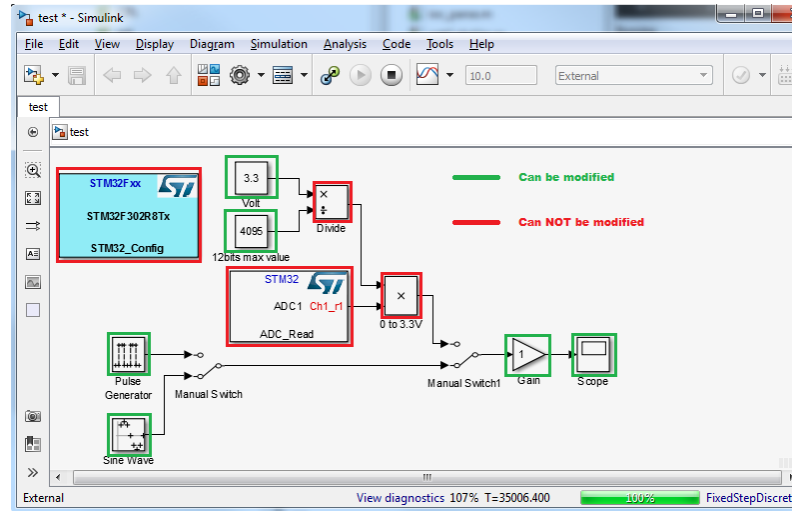 test * - Simulink
File Edit View Display Diagram Simulation Analysis Code Tools Help
10.0 External
test
test
STM32Fxx
STM32F302R8Tx
STM32_Config
3.3
Volt
4095
12bits max value
×
÷
Divide
Can be modified
Can NOT be modified
STM32
ADC1 Ch1_r1
ADC_Read
×
0 to 3.3V
Pulse
Generator
Manual Switch
Sine Wave
Manual Switch1
1
Gain
Scope
External View diagnostics 107% T=35006.400 100% FixedStepDiscret